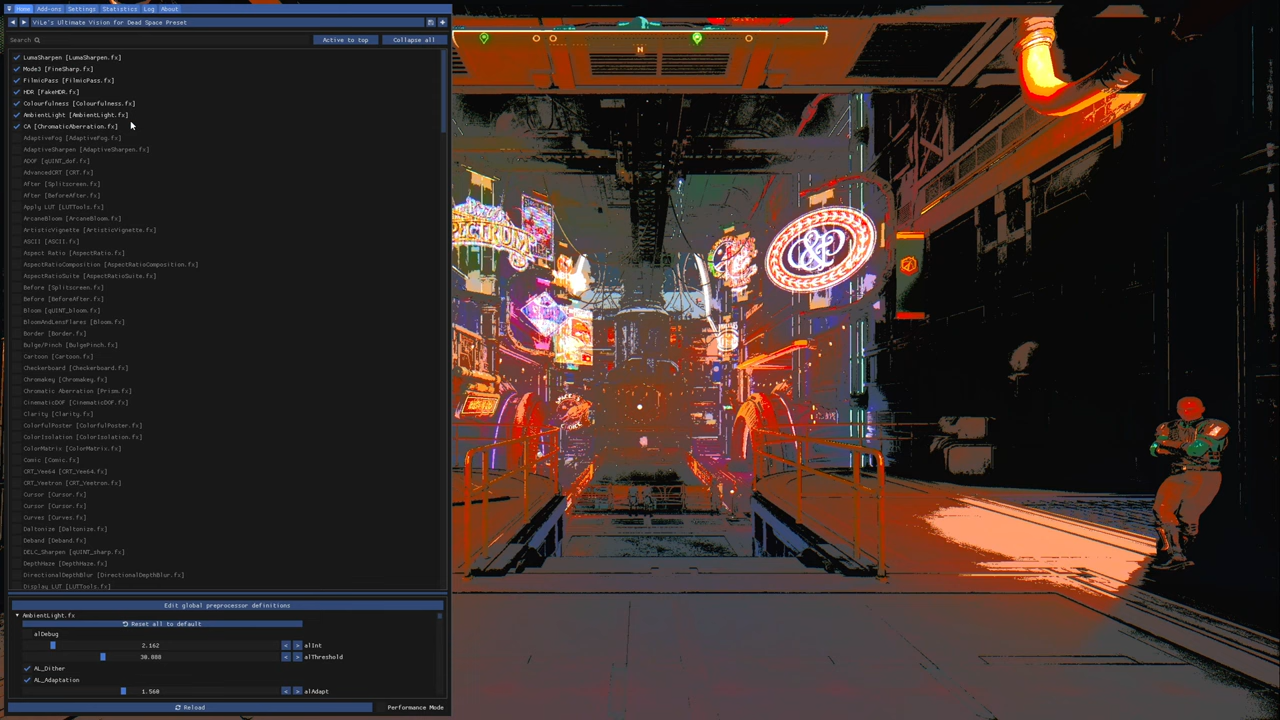 Home Add-ons Settings Statistics Log About
ViLe's Ultimate Vision for Dead Space Preset
Search Active to top Collapse all
LumaSharpen [LumaSharpen.fx]
Mode3 [FineSharp.fx]
FilmicPass [FilmicPass.fx]
HDR [FakeHDR.fx]
Colourfulness [Colourfulness.fx]
AmbientLight [AmbientLight.fx]
CA [ChromaticAberration.fx]
AdaptiveFog [AdaptiveFog.fx]
AdaptiveSharpen [AdaptiveSharpen.fx]
ADOF [qUINT_dof.fx]
AdvancedCRT [CRT.fx]
After [Splitscreen.fx]
After [BeforeAfter.fx]
Apply LUT [LUTTools.fx]
ArcaneBloom [ArcaneBloom.fx]
ArtisticVignette [ArtisticVignette.fx]
ASCII [ASCII.fx]
Aspect Ratio [AspectRatio.fx]
AspectRatioComposition [AspectRatioComposition.fx]
AspectRatioSuite [AspectRatioSuite.fx]
Before [Splitscreen.fx]
Before [BeforeAfter.fx]
Bloom [qUINT_bloom.fx]
BloomAndLensFlares [Bloom.fx]
Border [Border.fx]
Bulge/Pinch [BulgePinch.fx]
Cartoon [Cartoon.fx]
Checkerboard [Checkerboard.fx]
Chromakey [Chromakey.fx]
Chromatic Aberration [Prism.fx]
CinematicDOF [CinematicDOF.fx]
Clarity [Clarity.fx]
ColorfulPoster [ColorfulPoster.fx]
ColorIsolation [ColorIsolation.fx]
ColorMatrix [ColorMatrix.fx]
Comic [Comic.fx]
CRT_Yee64 [CRT_Yee64.fx]
CRT_Yeetron [CRT_Yeetron.fx]
Cursor [Cursor.fx]
Cursor [Cursor.fx]
Curves [Curves.fx]
Daltonize [Daltonize.fx]
Deband [Deband.fx]
DELC_Sharpen [qUINT_sharp.fx]
DepthHaze [DepthHaze.fx]
DirectionalDepthBlur [DirectionalDepthBlur.fx]
Display LUT [LUTTools.fx]
Edit global preprocessor definitions
AmbientLight.fx
Reset all to default
alDebug
2.162 < > alInt
30.888 < > alThreshold
AL_Dither
AL_Adaptation
1.560 < > alAdapt
Reload Performance Mode
N
SPECTRUM
&